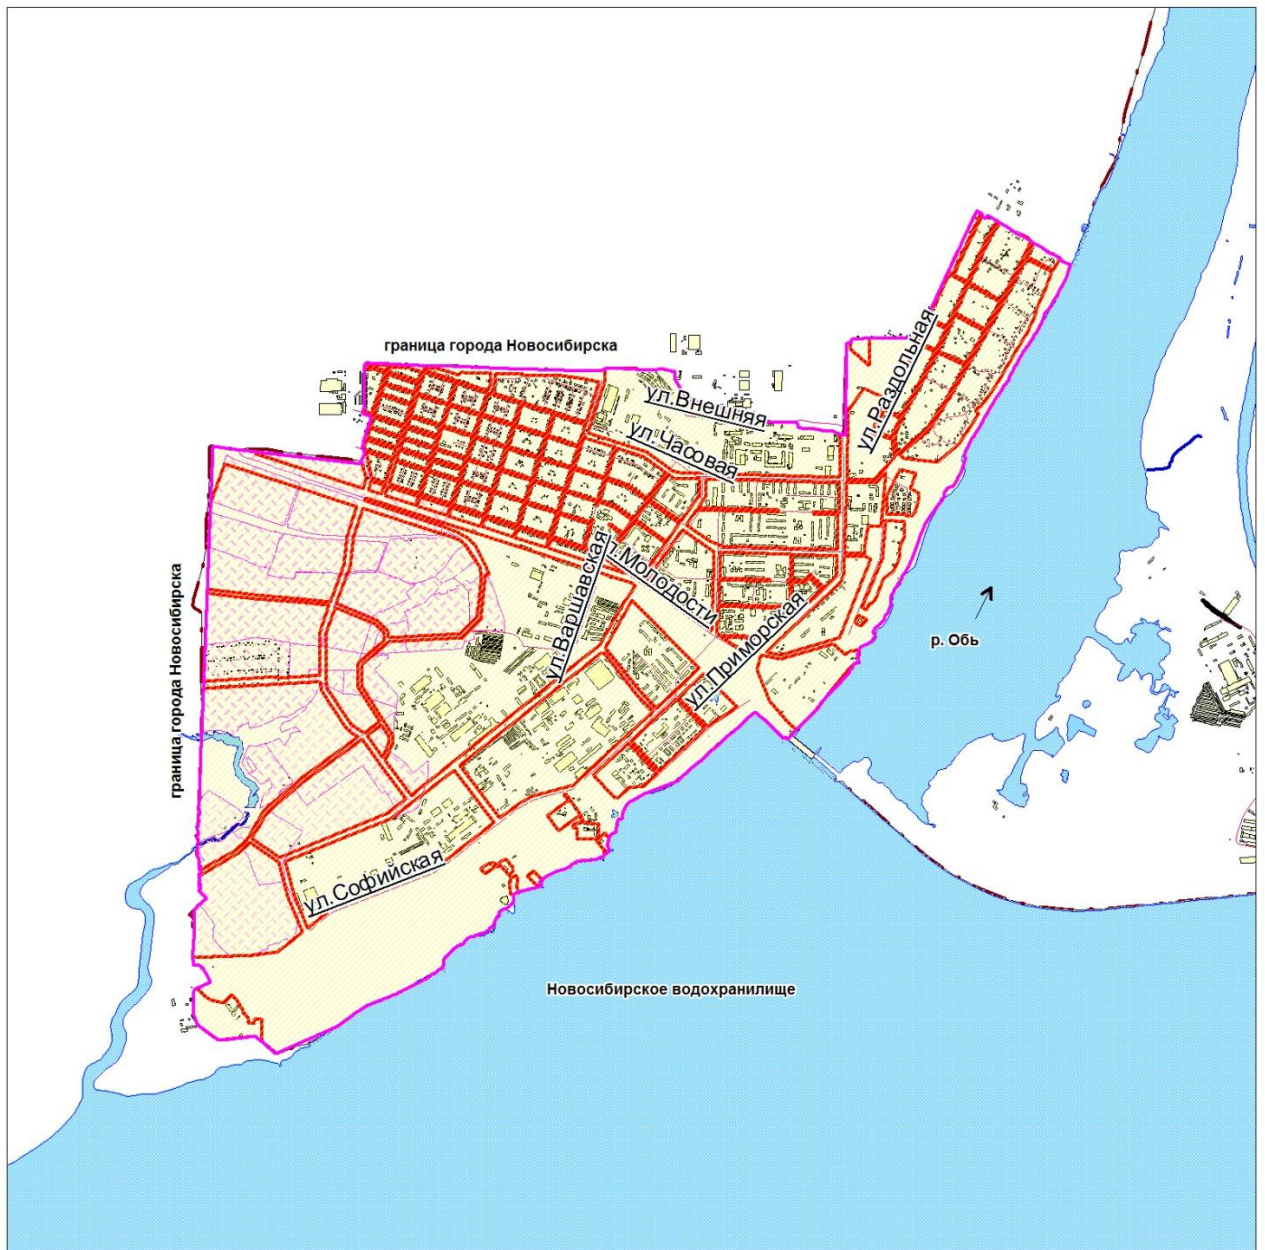 граница города Новосибирска
ул.Раздольная
ул.Внешняя
ул.Часовая
ул.Варшавская
л.Молодости
ул.Приморская
р. Обь
граница города Новосибирска
ул.Софийская
Новосибирское водохранилище